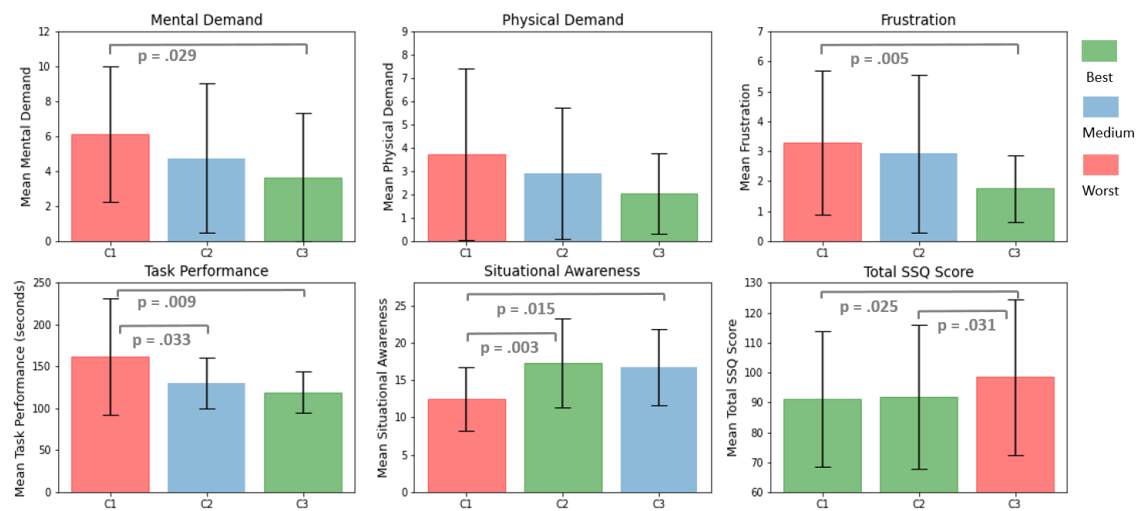 Mental Demand
Mean Mental Demand
12
10
8
6
4
2
0
p = .029
C1 C2 C3
Physical Demand
Mean Physical Demand
9
8
7
6
5
4
3
2
1
0
C1 C2 C3
Frustration
Mean Frustration
7
6
5
4
3
2
1
0
p = .005
C1 C2 C3
Best
Medium
Worst
Task Performance
Mean Task Performance (seconds)
250
200
150
100
50
0
p = .009
p = .033
C1 C2 C3
Situational Awareness
Mean Situational Awareness
25
20
15
10
5
0
p = .015
p = .003
C1 C2 C3
Total SSQ Score
Mean Total SSQ Score
130
120
110
100
90
80
70
60
p = .025
p = .031
C1 C2 C3